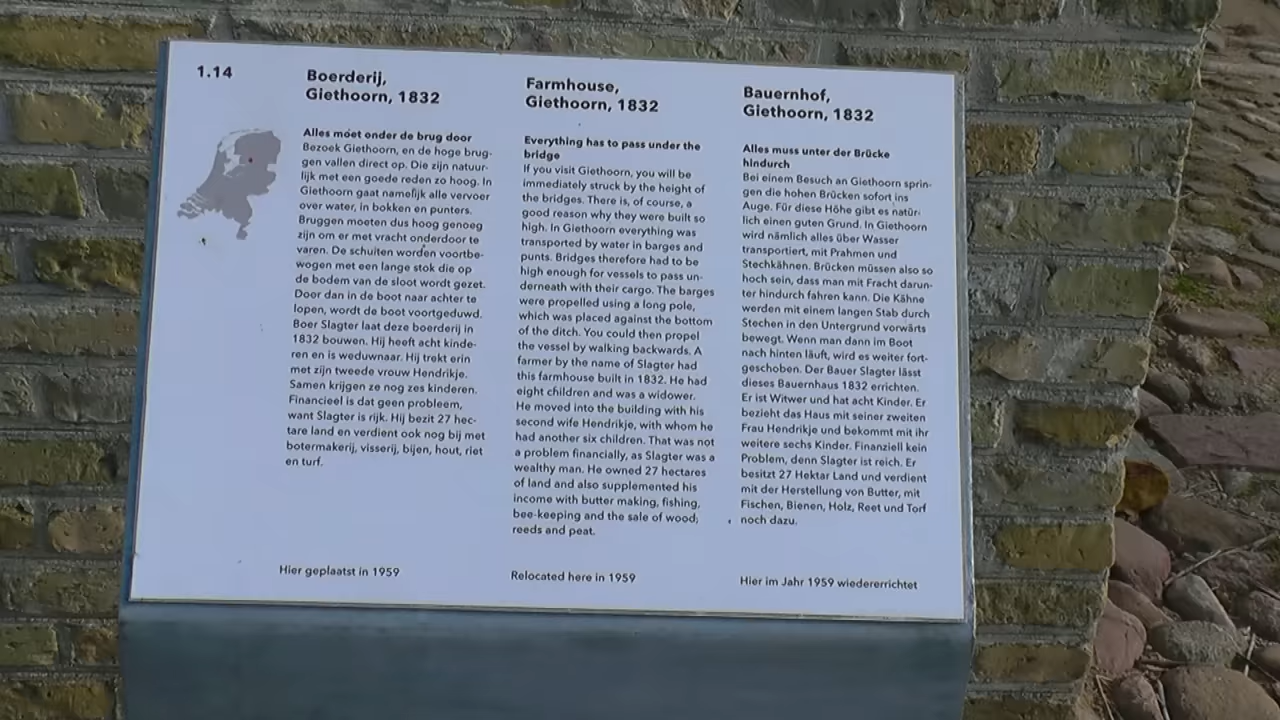 1.14
Boerderij,
Giethoorn, 1832
Alles moet onder de brug door
Bezoek Giethoorn, en de hoge brug-
gen vallen direct op. Die zijn natuur-
lijk met een goede reden zo hoog. In
Giethoorn gaat namelijk alle vervoer
over water, in bokken en punters.
Bruggen moeten dus hoog genoeg
zijn om er met vracht onderdoor te
varen. De schuiten worden voortbe-
wogen met een lange stok die op
de bodem van de sloot wordt gezet.
Door dan in de boot naar achter te
lopen, wordt de boot voortgeduwd.
Boer Slagter laat deze boerderij in
1832 bouwen. Hij heeft acht kinde-
ren en is weduwnaar. Hij trekt erin
met zijn tweede vrouw Hendrikje.
Samen krijgen ze nog zes kinderen.
Financieel is dat geen probleem,
want Slagter is rijk. Hij bezit 27 hec-
tare land en verdient ook nog bij met
botermakerij, visserij, bijen, hout, riet
en turf.
Hier geplaatst in 1959
Farmhouse,
Giethoorn, 1832
Everything has to pass under the
bridge
If you visit Giethoorn, you will be
immediately struck by the height of
the bridges. There is, of course, a
good reason why they were built so
high. In Giethoorn everything was
transported by water in barges and
punts. Bridges therefore had to be
high enough for vessels to pass un-
derneath with their cargo. The barges
were propelled using a long pole,
which was placed against the bottom
of the ditch. You could then propel
the vessel by walking backwards. A
farmer by the name of Slagter had
this farmhouse built in 1832. He had
eight children and was a widower.
He moved into the building with his
second wife Hendrikje, with whom he
had another six children. That was not
a problem financially, as Slagter was a
wealthy man. He owned 27 hectares
of land and also supplemented his
income with butter making, fishing,
bee-keeping and the sale of wood;
reeds and peat.
Relocated here in 1959
Bauernhof,
Giethoorn, 1832
Alles muss unter der Brücke
hindurch
Bei einem Besuch an Giethoorn sprin-
gen die hohen Brücken sofort ins
Auge. Für diese Höhe gibt es natür-
lich einen guten Grund. In Giethoorn
wird nämlich alles über Wasser
transportiert, mit Prahmen und
Stechkähnen. Brücken müssen also so
hoch sein, dass man mit Fracht darun-
ter hindurch fahren kann. Die Kähne
werden mit einem langen Stab durch
Stechen in den Untergrund vorwärts
bewegt. Wenn man dann im Boot
nach hinten läuft, wird es weiter fort-
geschoben. Der Bauer Slagter lässt
dieses Bauernhaus 1832 errichten.
Er ist Witwer und hat acht Kinder. Er
bezieht das Haus mit seiner zweiten
Frau Hendrikje und bekommt mit ihr
weitere sechs Kinder. Finanziell kein
Problem, denn Slagter ist reich. Er
besitzt 27 Hektar Land und verdient
mit der Herstellung von Butter, mit
Fischen, Bienen, Holz, Reet und Torf
noch dazu.
Hier im Jahr 1959 wiedererrichtet